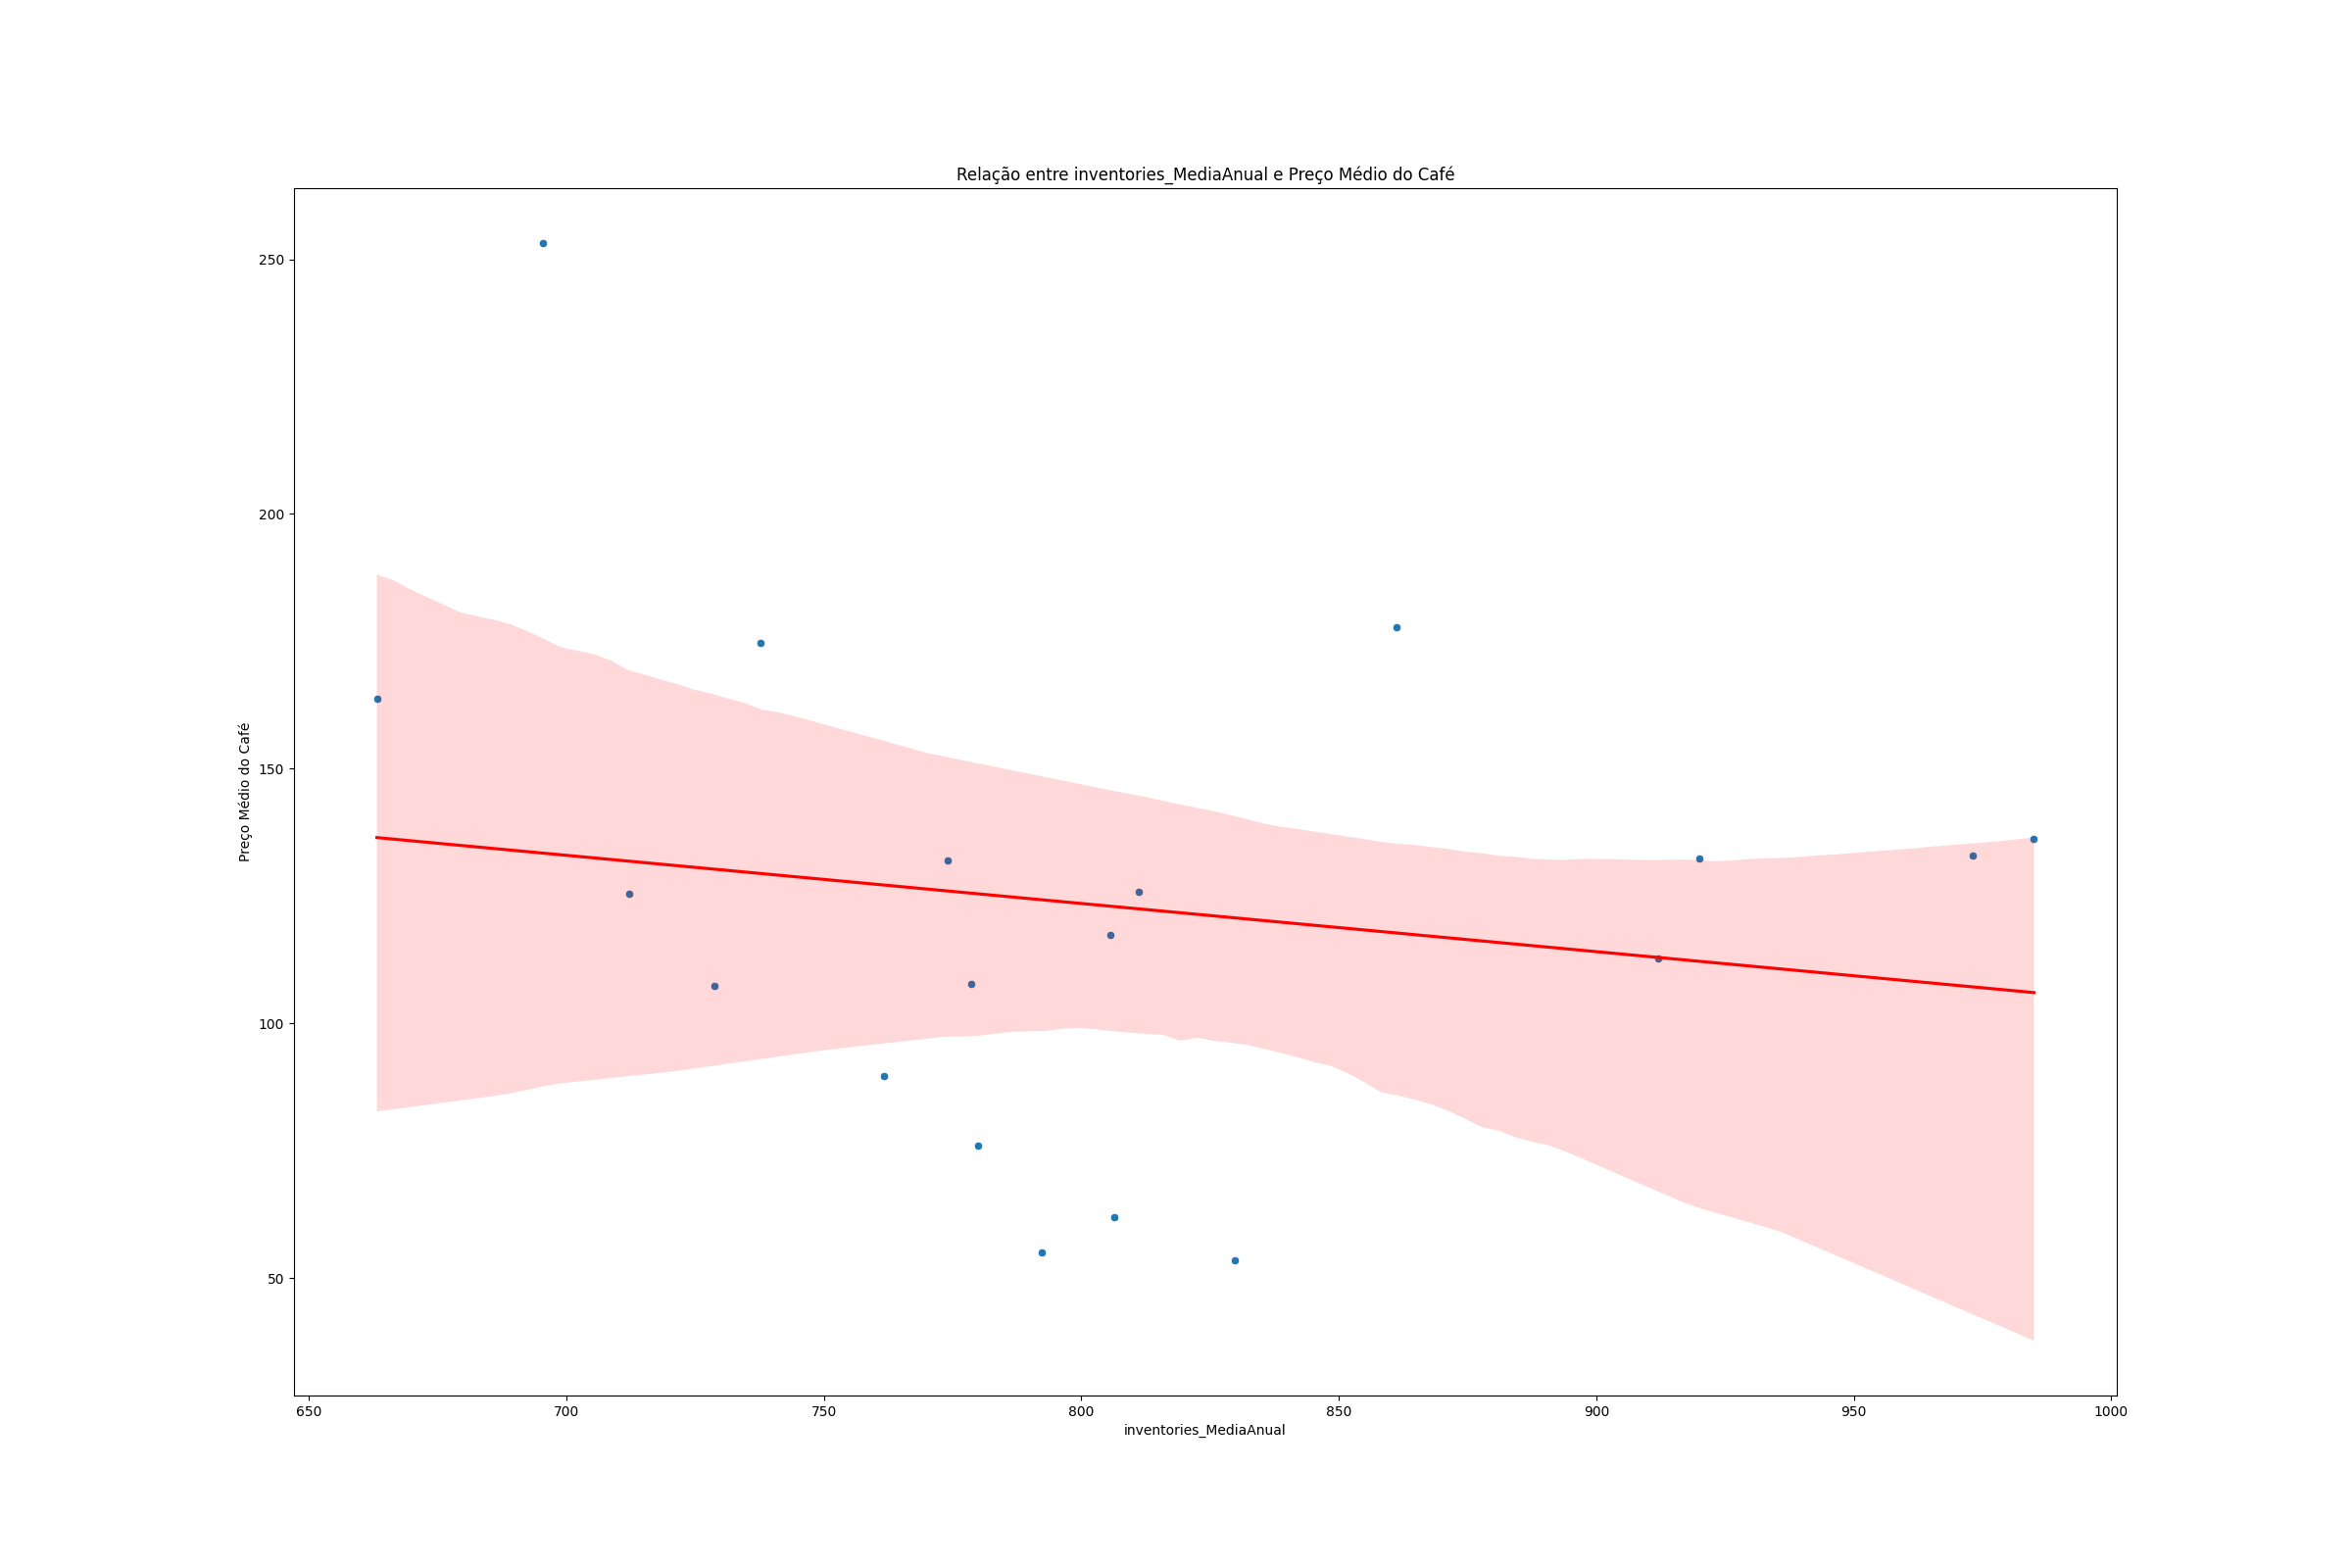 Relação entre inventories_MediaAnual e Preço Médio do Café
Preço Médio do Café
250
200
150
100
50
650 700 750 800 850 900 950 1000
inventories_MediaAnual